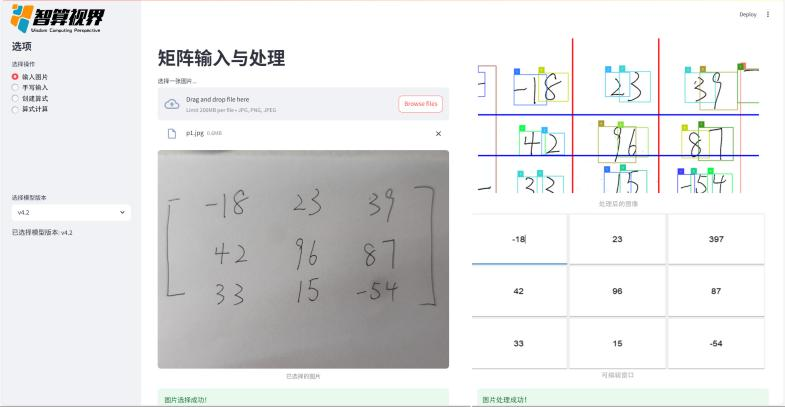 智算视界
Wisdom Computing Perspective
选项
选择操作
输入图片
手写输入
创建算式
算式计算
选择模型版本
v4.2
已选择模型版本: v4.2
矩阵输入与处理
选择一张图片...
Drag and drop file here
Limit 200MB per file • JPG, PNG, JPEG
Browse files
p1.jpg 0.6MB
-18 23 39
42 96 87
33 15 -54
已选择的图片
图片选择成功!
Deploy
-18 23 39
42 96 87
33 15 -54
处理后的图像
-18 23 397
42 96 87
33 15 -54
可编辑窗口
图片处理成功!